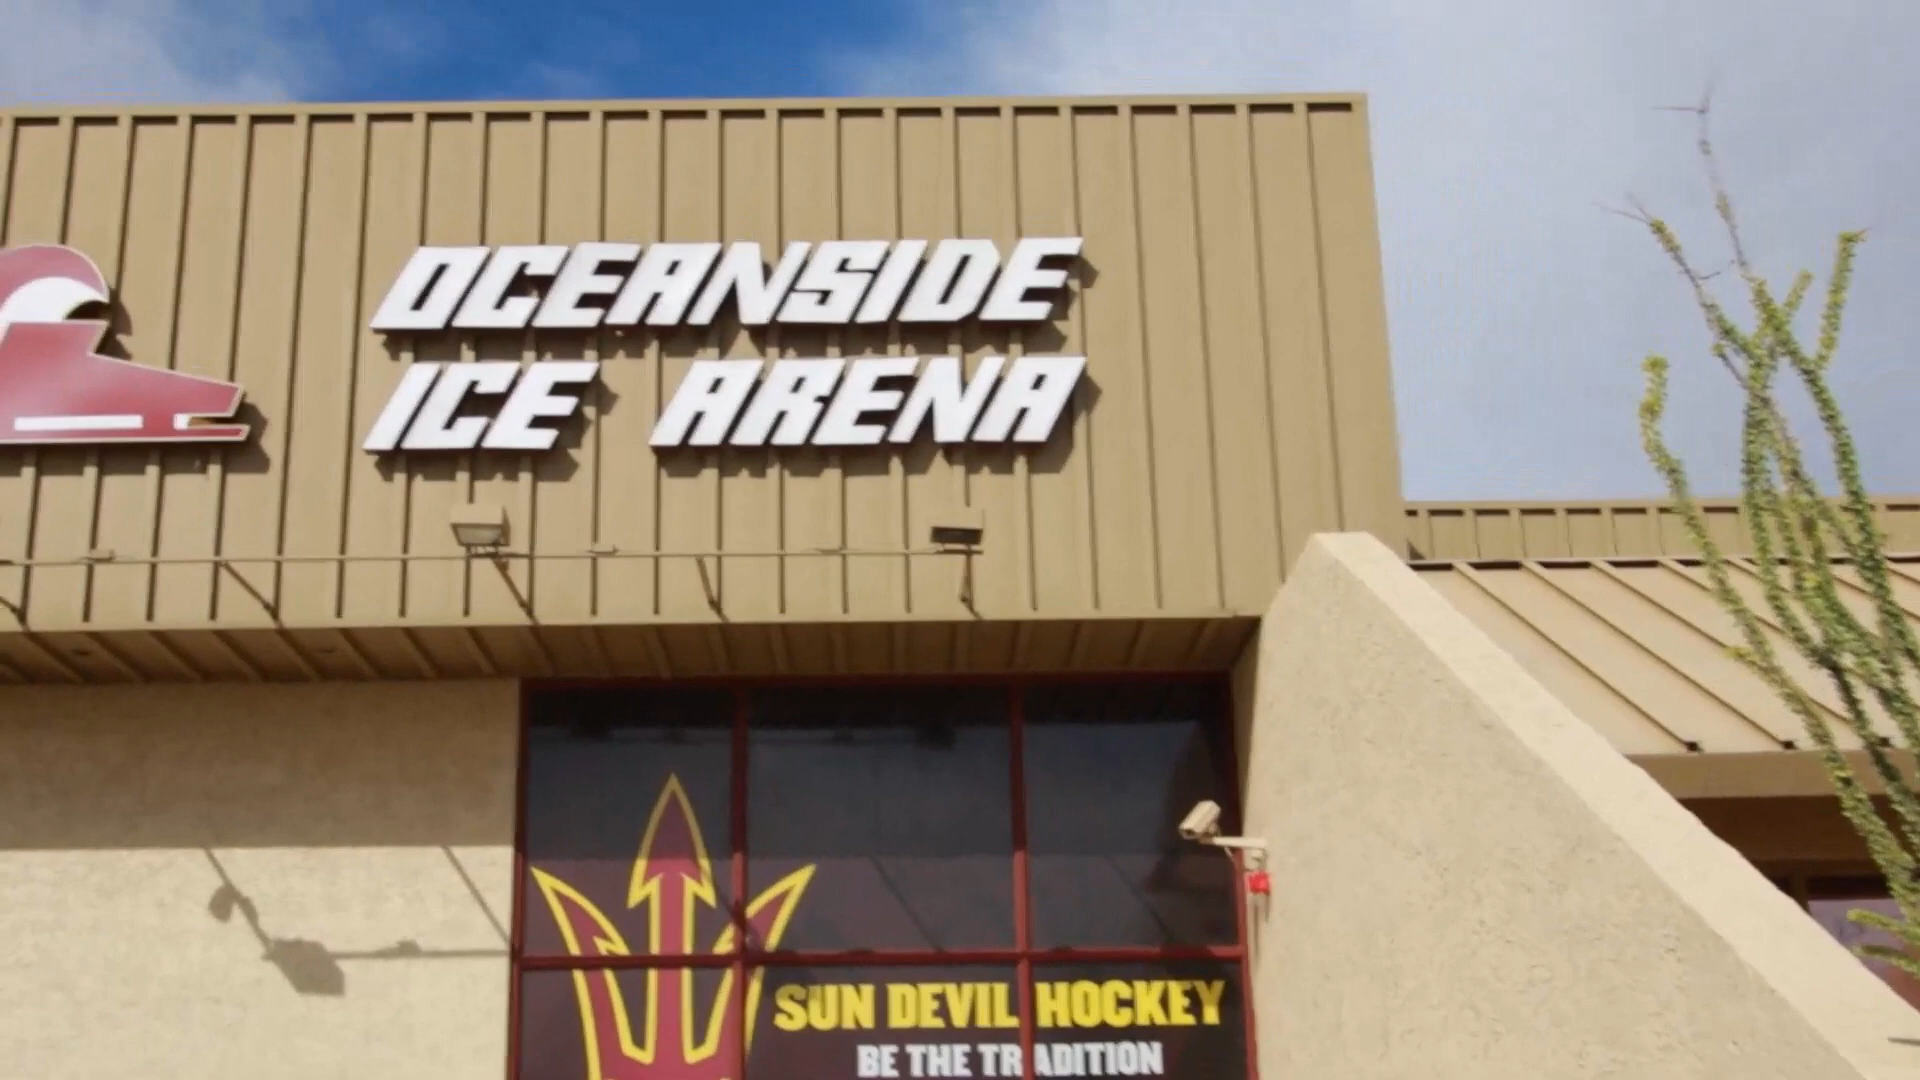 OCEANSIDE
ICE ARENA
SUN DEVIL HOCKEY
BE THE TRADITION